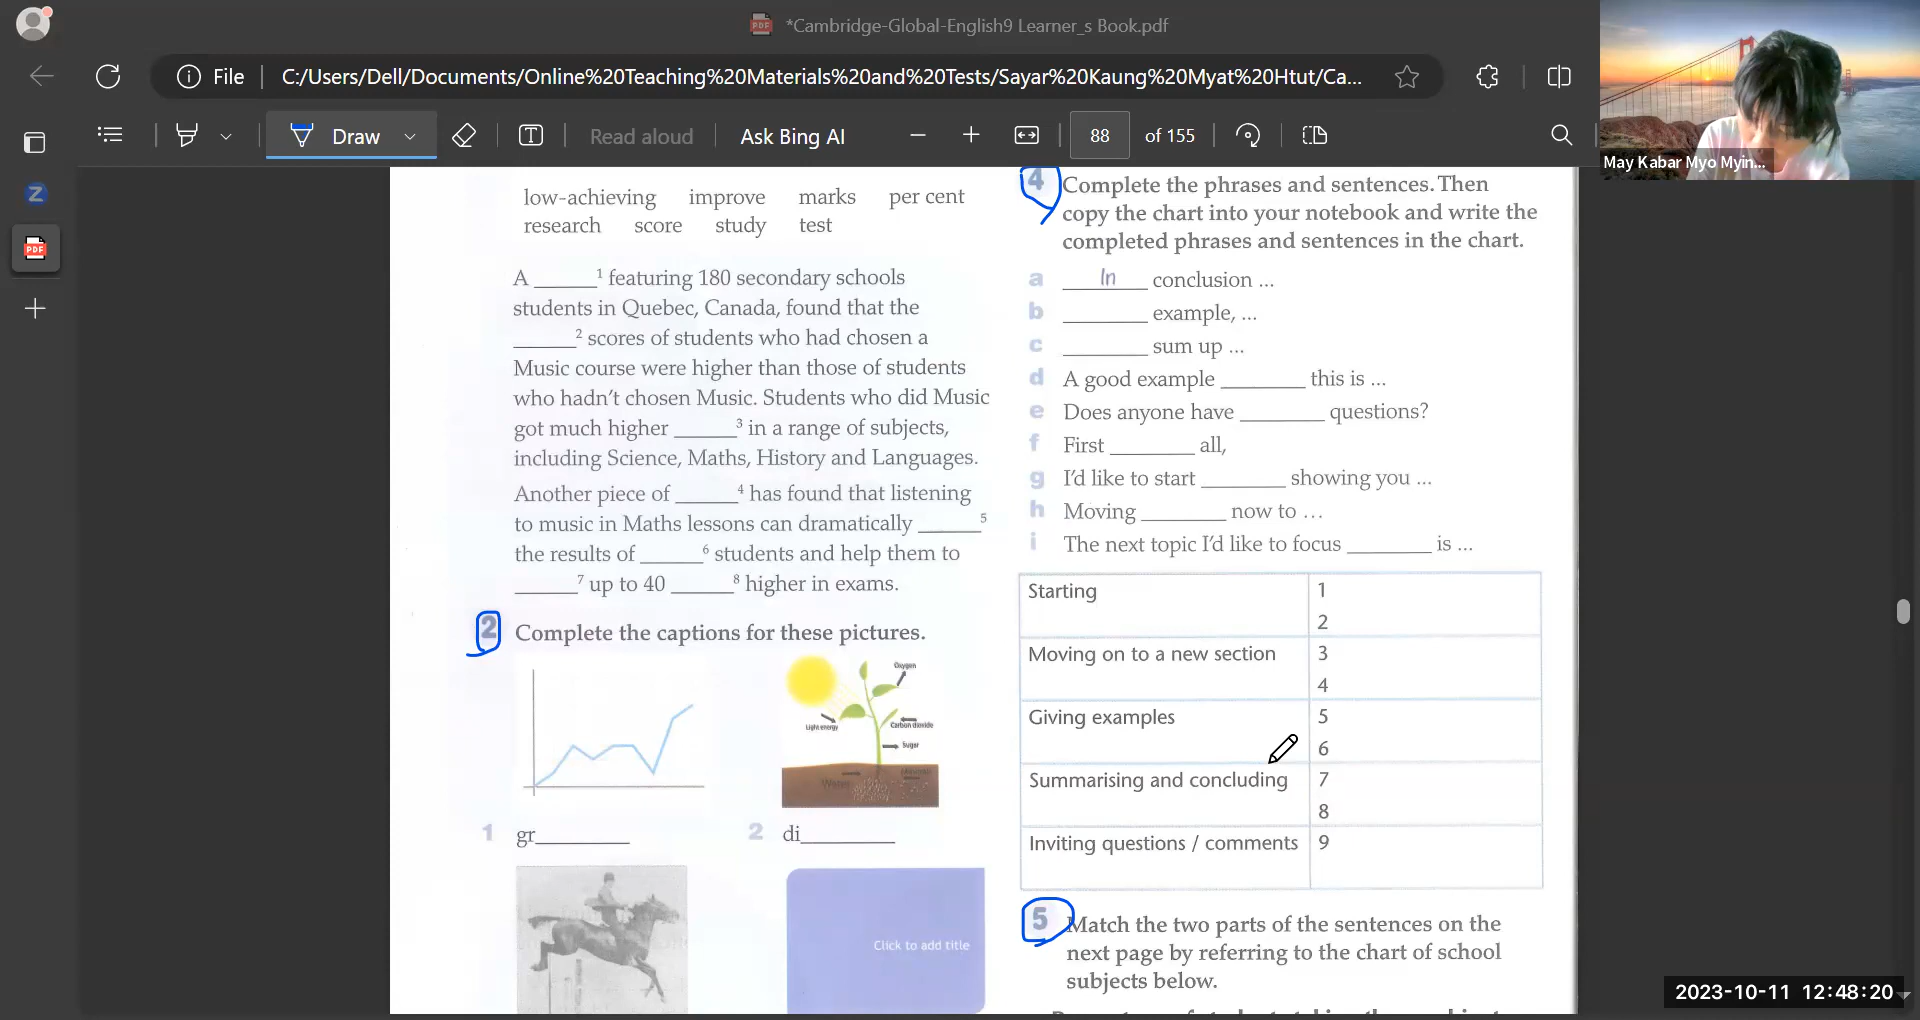 *Cambridge-Global-English9 Learner_s Book.pdf
File
C:/Users/Dell/Documents/Online%20Teaching%20Materials%20and%20Tests/Sayar%20Kaung%20Myat%20Htut/Ca...
Draw
Read aloud
Ask Bing AI
88 of 155
May Kabar Myo Myin...
low-achieving improve marks per cent
research score study test
A ______1 featuring 180 secondary schools
students in Quebec, Canada, found that the
______2 scores of students who had chosen a
Music course were higher than those of students
who hadn't chosen Music. Students who did Music
got much higher ______3 in a range of subjects,
including Science, Maths, History and Languages.
Another piece of ______4 has found that listening
to music in Maths lessons can dramatically ______5
the results of ______6 students and help them to
______7 up to 40 ______8 higher in exams.
2 Complete the captions for these pictures.
Oxygen
Light energy
Carbon dioxide
Sugar
Water
1 gr_________
2 di_________
Click to add title
4 Complete the phrases and sentences. Then
copy the chart into your notebook and write the
completed phrases and sentences in the chart.
a In conclusion ...
b ________ example, ...
c ________ sum up ...
d A good example ________ this is ...
e Does anyone have ________ questions?
f First ________ all,
g I'd like to start ________ showing you ...
h Moving ________ now to ...
i The next topic I'd like to focus ________ is ...
Starting 1
2
Moving on to a new section 3
4
Giving examples 5
6
Summarising and concluding 7
8
Inviting questions / comments 9
5 Match the two parts of the sentences on the
next page by referring to the chart of school
subjects below.
2023-10-11 12:48:20